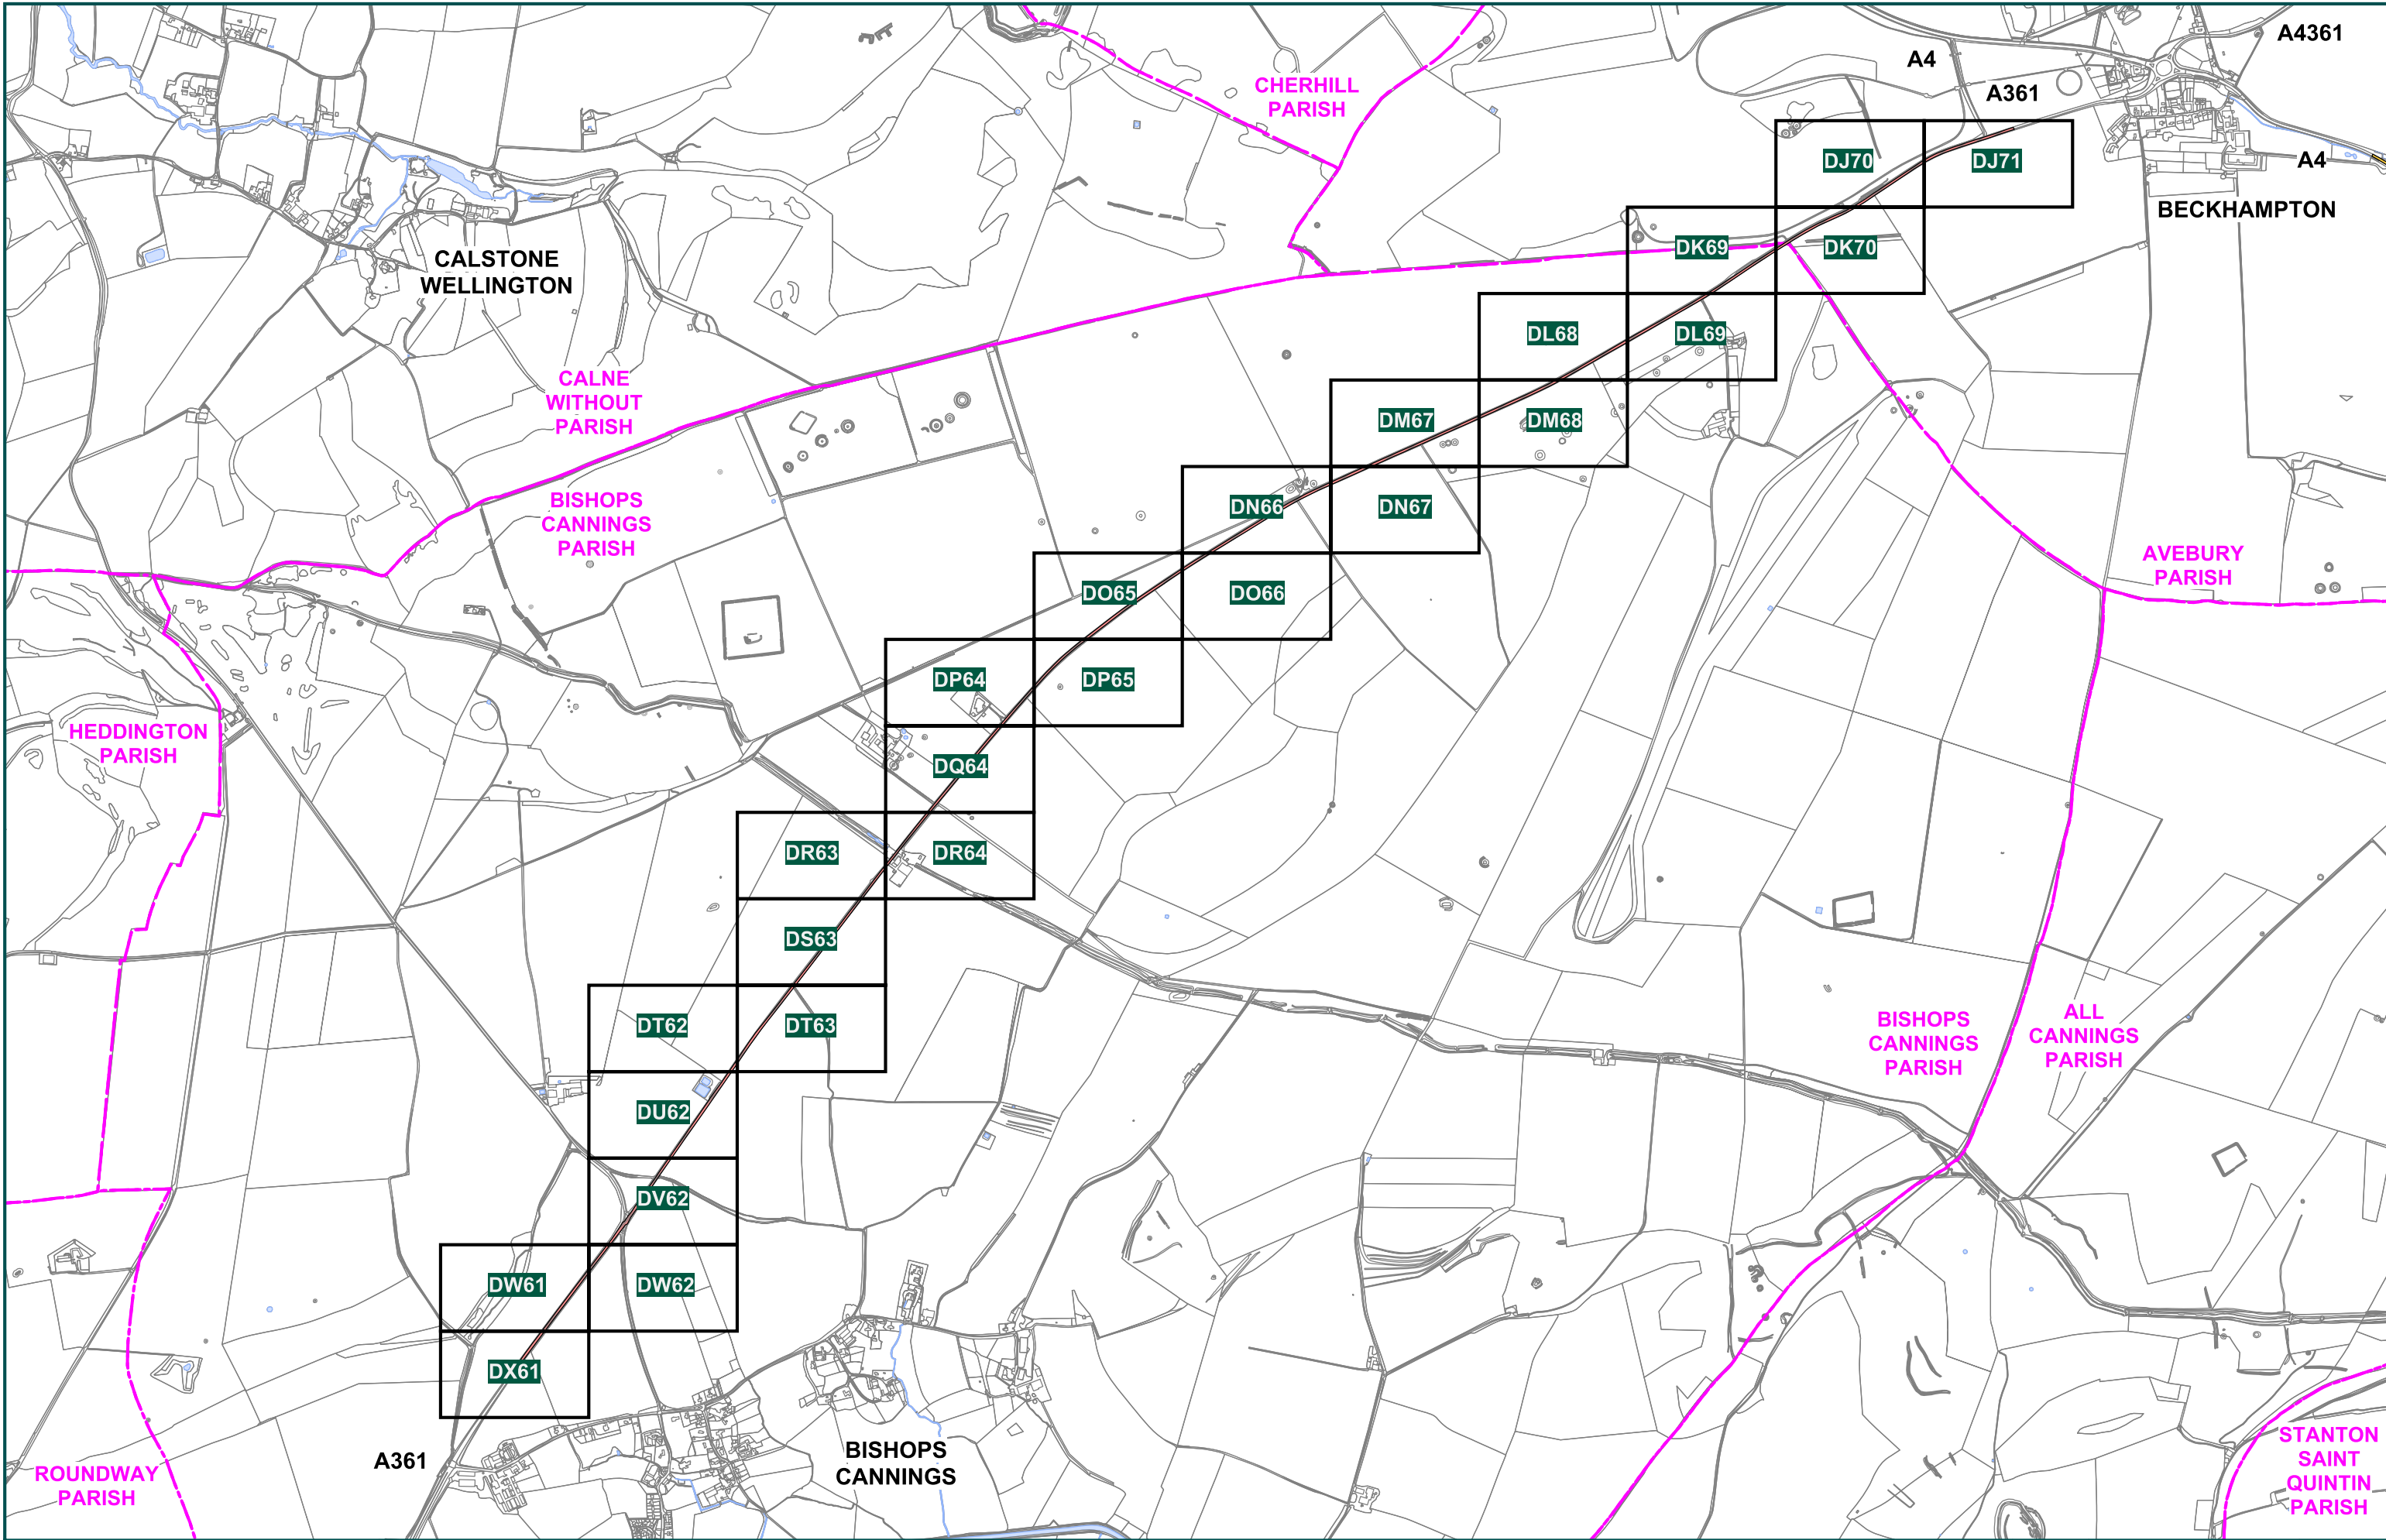 A4361
A4
CHERHILL
PARISH
A361
DJ70
DJ71
A4
BECKHAMPTON
CALSTONE
WELLINGTON
DK69
DK70
DL68
DL69
CALNE
WITHOUT
PARISH
DM67
DM68
BISHOPS
CANNINGS
PARISH
DN66
DN67
AVEBURY
PARISH
DO65
DO66
DP64
DP65
HEDDINGTON
PARISH
DQ64
DR63
DR64
DS63
DT62
DT63
BISHOPS
CANNINGS
PARISH
ALL
CANNINGS
PARISH
DU62
DV62
DW61
DW62
DX61
A361
BISHOPS
CANNINGS
ROUNDWAY
PARISH
STANTON
SAINT
QUINTIN
PARISH